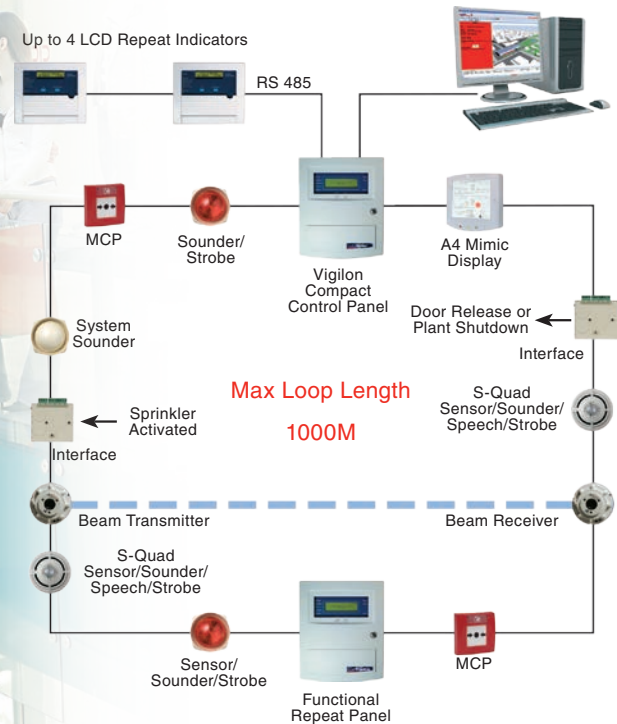 Up to 4 LCD Repeat Indicators
RS 485
MCP
Sounder/
Strobe
Vigilon
Compact
Control Panel
A4 Mimic
Display
System
Sounder
Door Release or
Plant Shutdown
Interface
Max Loop Length
1000M
S-Quad
Sensor/Sounder/
Speech/Strobe
Sprinkler
Activated
Interface
Beam Transmitter
Beam Receiver
S-Quad
Sensor/Sounder/
Speech/Strobe
Sensor/
Sounder/Strobe
Functional
Repeat Panel
MCP